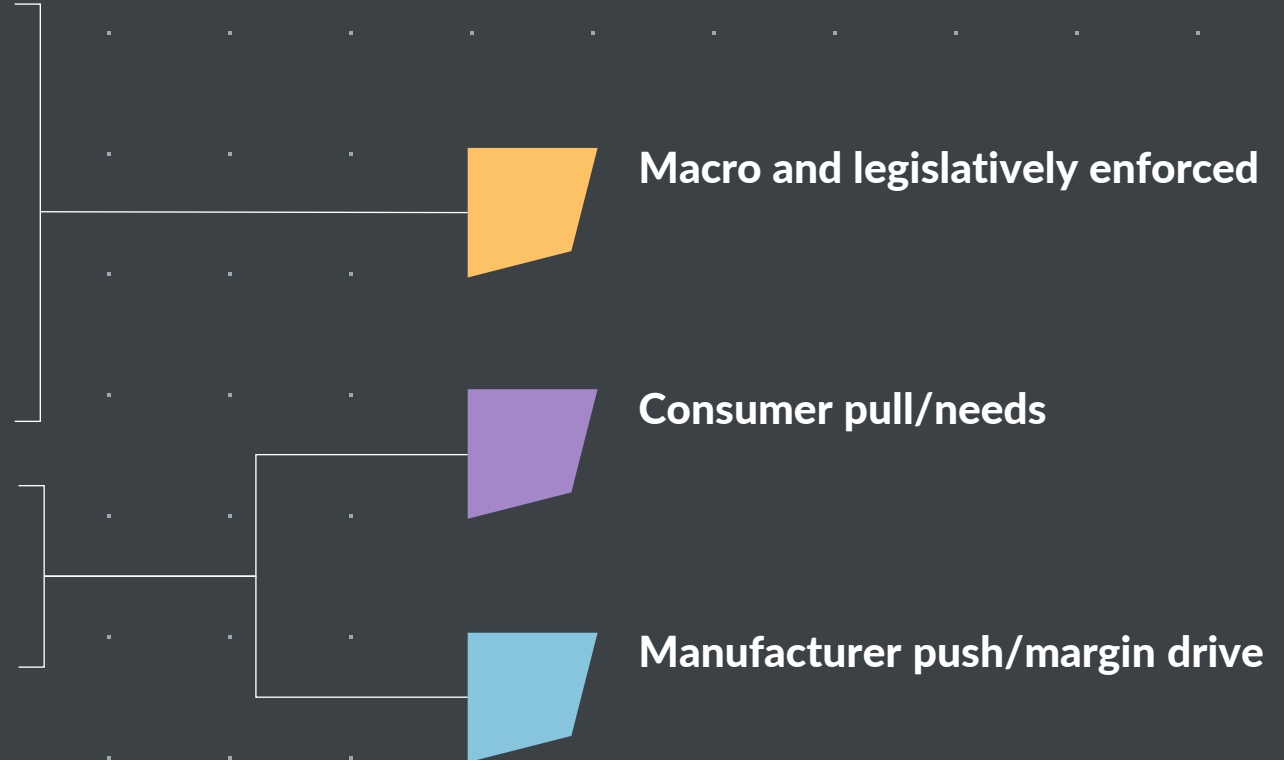 Macro and legislatively enforced
Consumer pull/needs
Manufacturer push/margin drive